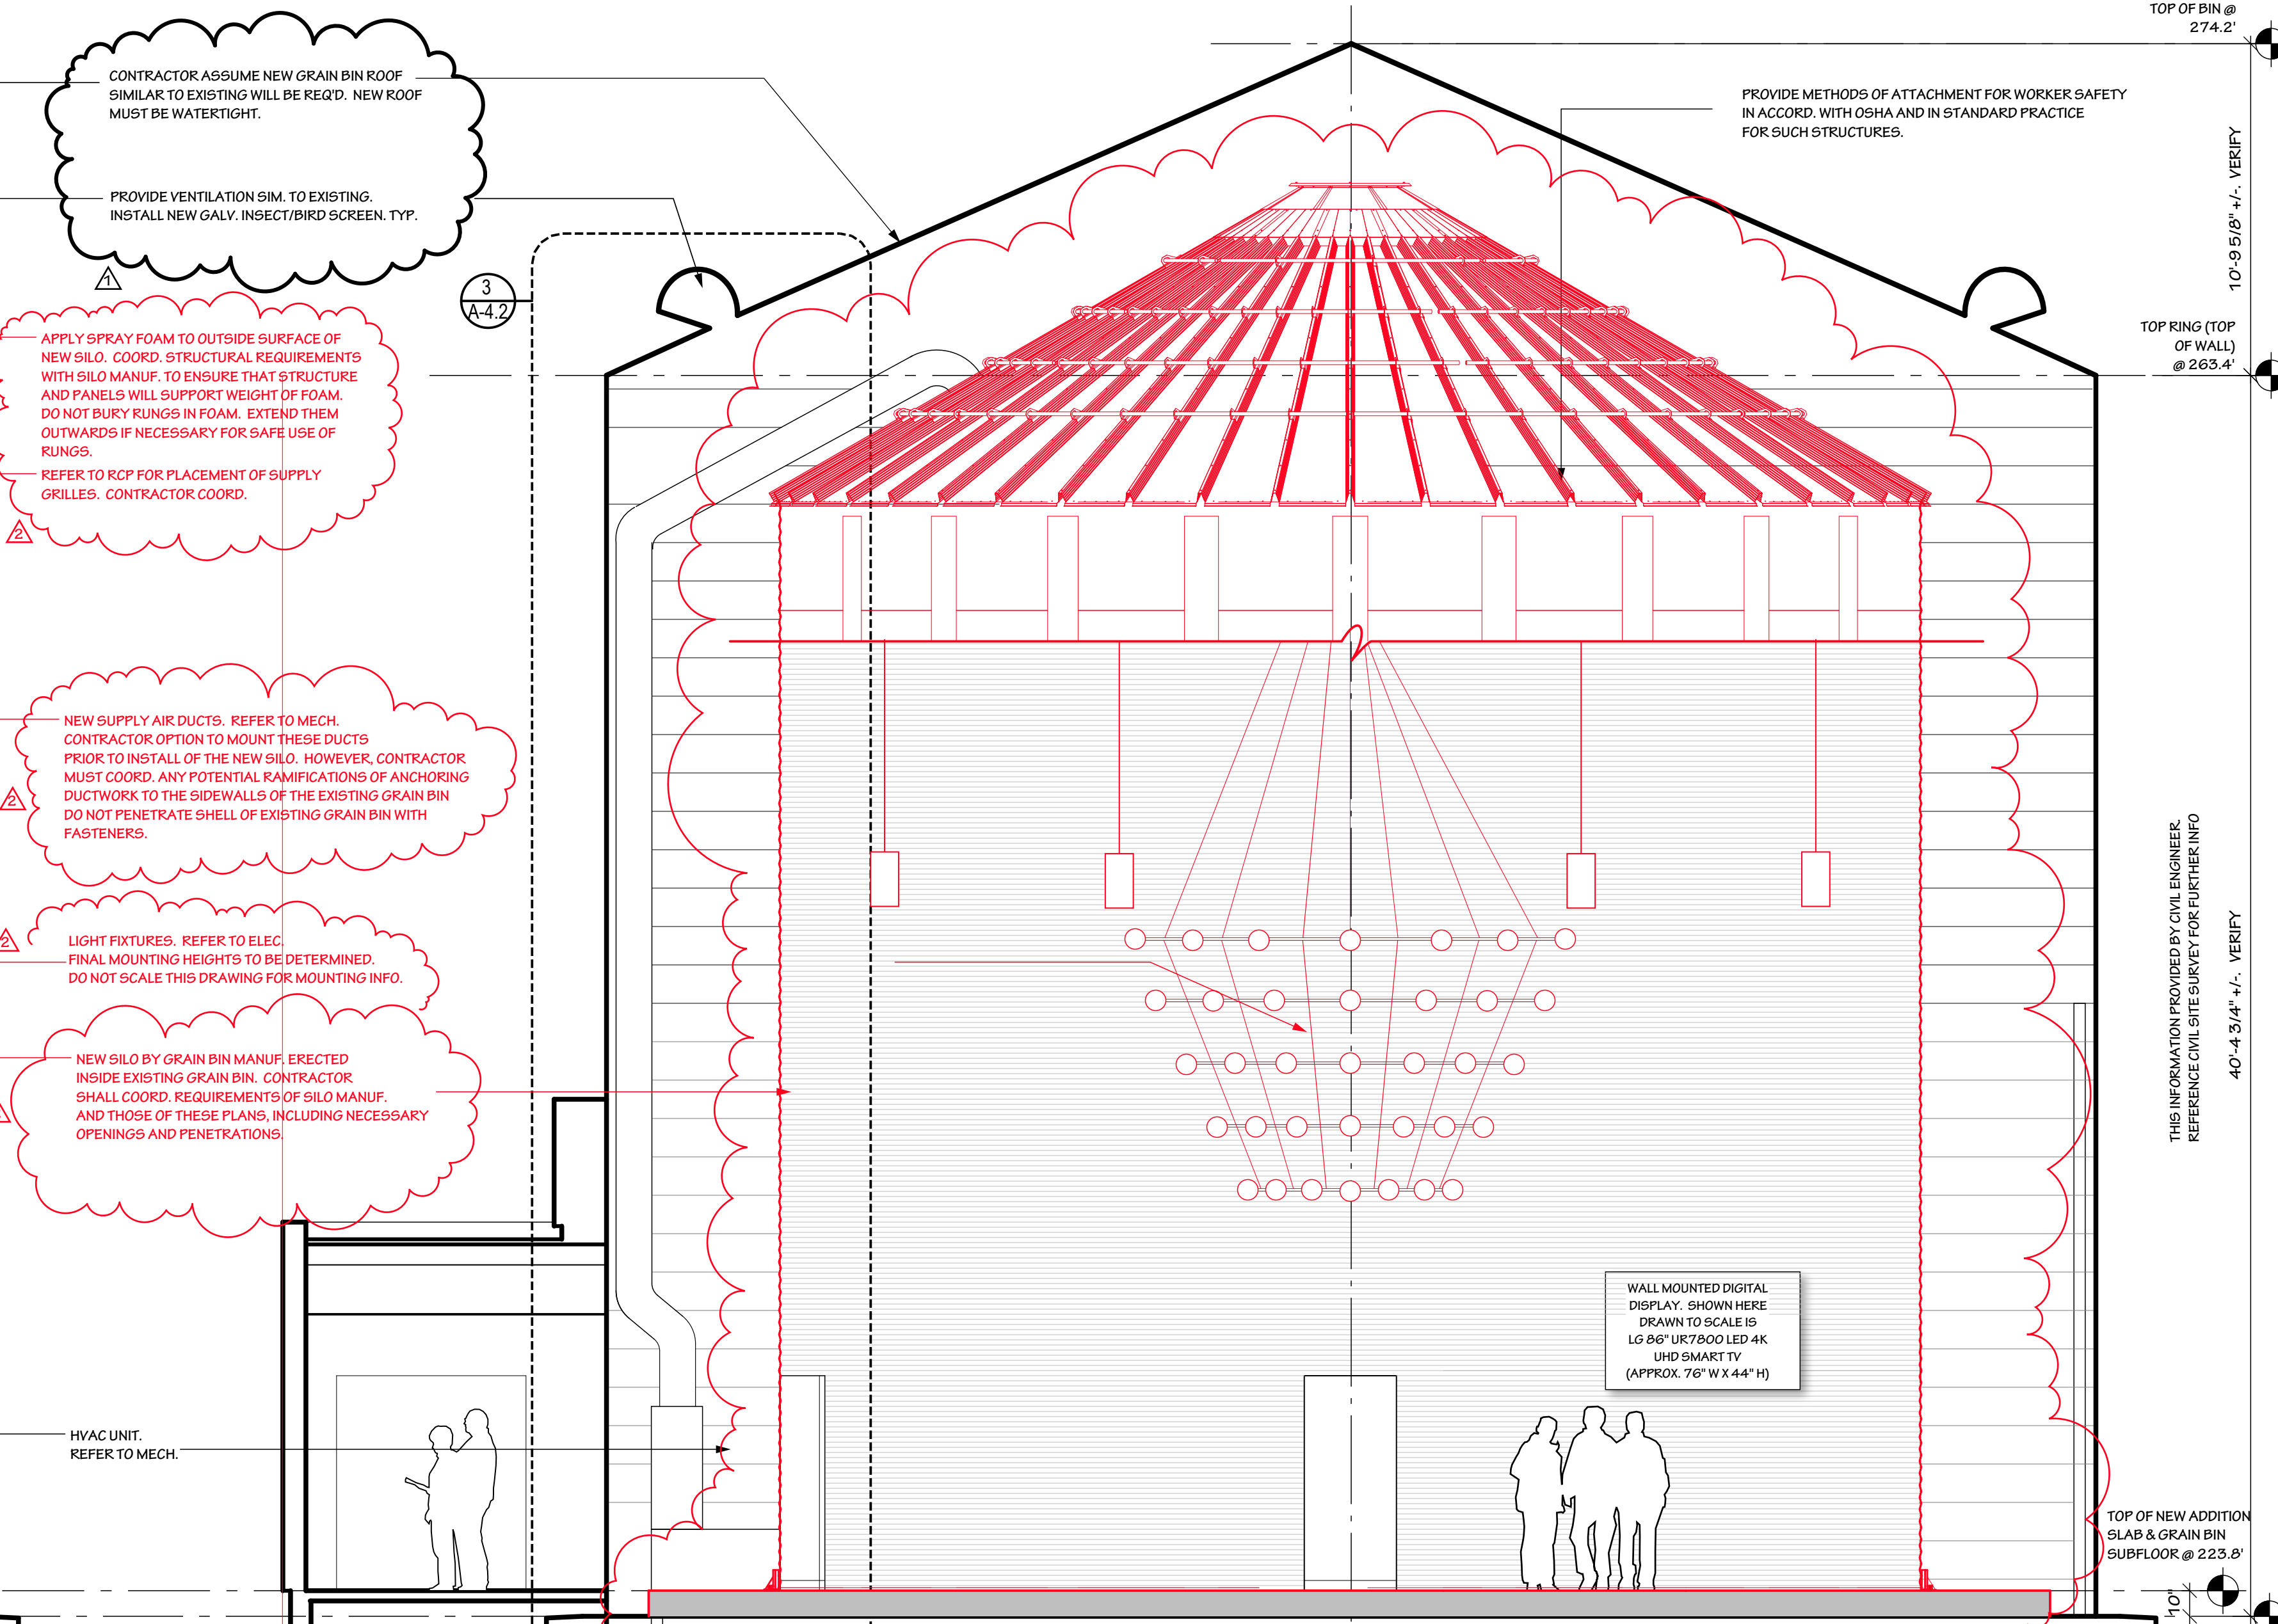 TOP OF BIN @
274.2'
CONTRACTOR ASSUME NEW GRAIN BIN ROOF
SIMILAR TO EXISTING WILL BE REQ'D. NEW ROOF
MUST BE WATERTIGHT.
PROVIDE METHODS OF ATTACHMENT FOR WORKER SAFETY
IN ACCORD. WITH OSHA AND IN STANDARD PRACTICE
FOR SUCH STRUCTURES.
10'-9 5/8" +/-. VERIFY
PROVIDE VENTILATION SIM. TO EXISTING.
INSTALL NEW GALV. INSECT/BIRD SCREEN. TYP.
1
3
A-4.2
TOP RING (TOP
OF WALL)
@ 263.4'
APPLY SPRAY FOAM TO OUTSIDE SURFACE OF
NEW SILO. COORD. STRUCTURAL REQUIREMENTS
WITH SILO MANUF. TO ENSURE THAT STRUCTURE
AND PANELS WILL SUPPORT WEIGHT OF FOAM.
DO NOT BURY RUNGS IN FOAM. EXTEND THEM
OUTWARDS IF NECESSARY FOR SAFE USE OF
RUNGS.
REFER TO RCP FOR PLACEMENT OF SUPPLY
GRILLES. CONTRACTOR COORD.
2
NEW SUPPLY AIR DUCTS. REFER TO MECH.
CONTRACTOR OPTION TO MOUNT THESE DUCTS
PRIOR TO INSTALL OF THE NEW SILO. HOWEVER, CONTRACTOR
MUST COORD. ANY POTENTIAL RAMIFICATIONS OF ANCHORING
DUCTWORK TO THE SIDEWALLS OF THE EXISTING GRAIN BIN
DO NOT PENETRATE SHELL OF EXISTING GRAIN BIN WITH
FASTENERS.
2
THIS INFORMATION PROVIDED BY CIVIL ENGINEER.
REFERENCE CIVIL SITE SURVEY FOR FURTHER INFO
40'-4 3/4" +/-. VERIFY
2
LIGHT FIXTURES. REFER TO ELEC.
FINAL MOUNTING HEIGHTS TO BE DETERMINED.
DO NOT SCALE THIS DRAWING FOR MOUNTING INFO.
NEW SILO BY GRAIN BIN MANUF. ERECTED
INSIDE EXISTING GRAIN BIN. CONTRACTOR
SHALL COORD. REQUIREMENTS OF SILO MANUF.
AND THOSE OF THESE PLANS, INCLUDING NECESSARY
OPENINGS AND PENETRATIONS.
WALL MOUNTED DIGITAL
DISPLAY. SHOWN HERE
DRAWN TO SCALE IS
LG 86" UR7800 LED 4K
UHD SMART TV
(APPROX. 76" W X 44" H)
HVAC UNIT.
REFER TO MECH.
TOP OF NEW ADDITION
SLAB & GRAIN BIN
SUBFLOOR @ 223.8'
10"